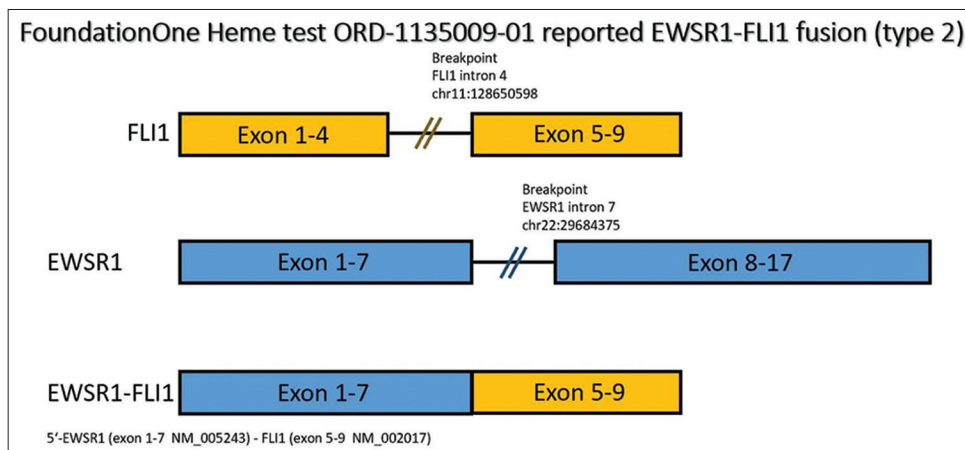 FoundationOne Heme test ORD-1135009-01 reported EWSR1-FLI1 fusion (type 2)
Breakpoint
FLI1 intron 4
chr11:128650598
FLI1
Exon 1-4
Exon 5-9
Breakpoint
EWSR1 intron 7
chr22:29684375
EWSR1
Exon 1-7
Exon 8-17
EWSR1-FLI1
Exon 1-7
Exon 5-9
5’-EWSR1 (exon 1-7 NM_005243) - FLI1 (exon 5-9 NM_002017)